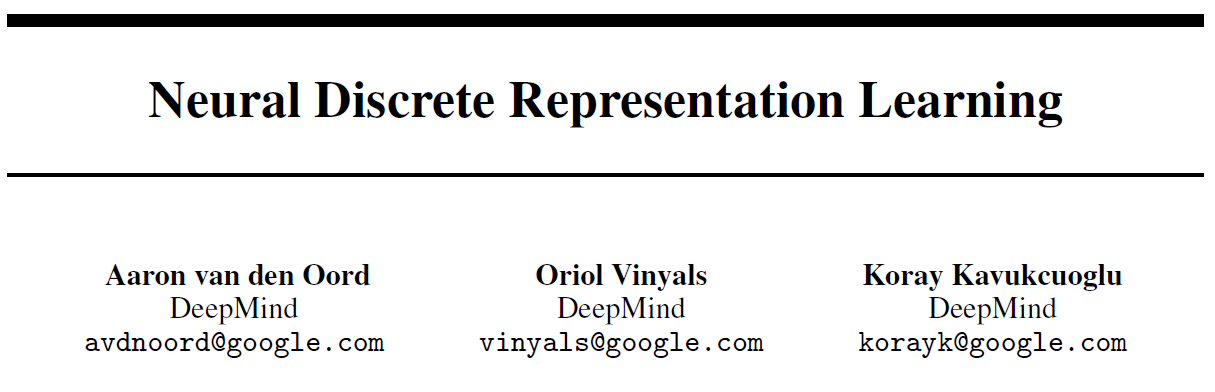 Neural Discrete Representation Learning
Aaron van den Oord
DeepMind
avdnoord@google.com
Oriol Vinyals
DeepMind
vinyals@google.com
Koray Kavukcuoglu
DeepMind
korayk@google.com